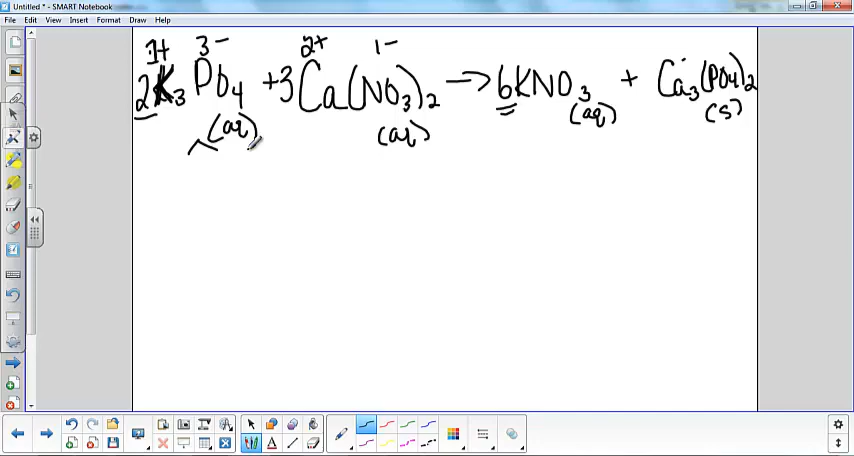 Untitled * - SMART Notebook
File Edit View Insert Format Draw Help
1+ 3- 2+ 1-
2K₃PO₄ + 3Ca(NO₃)₂ → 6KNO₃ + Ca₃(PO₄)₂
(aq) (aq) (aq) (s)